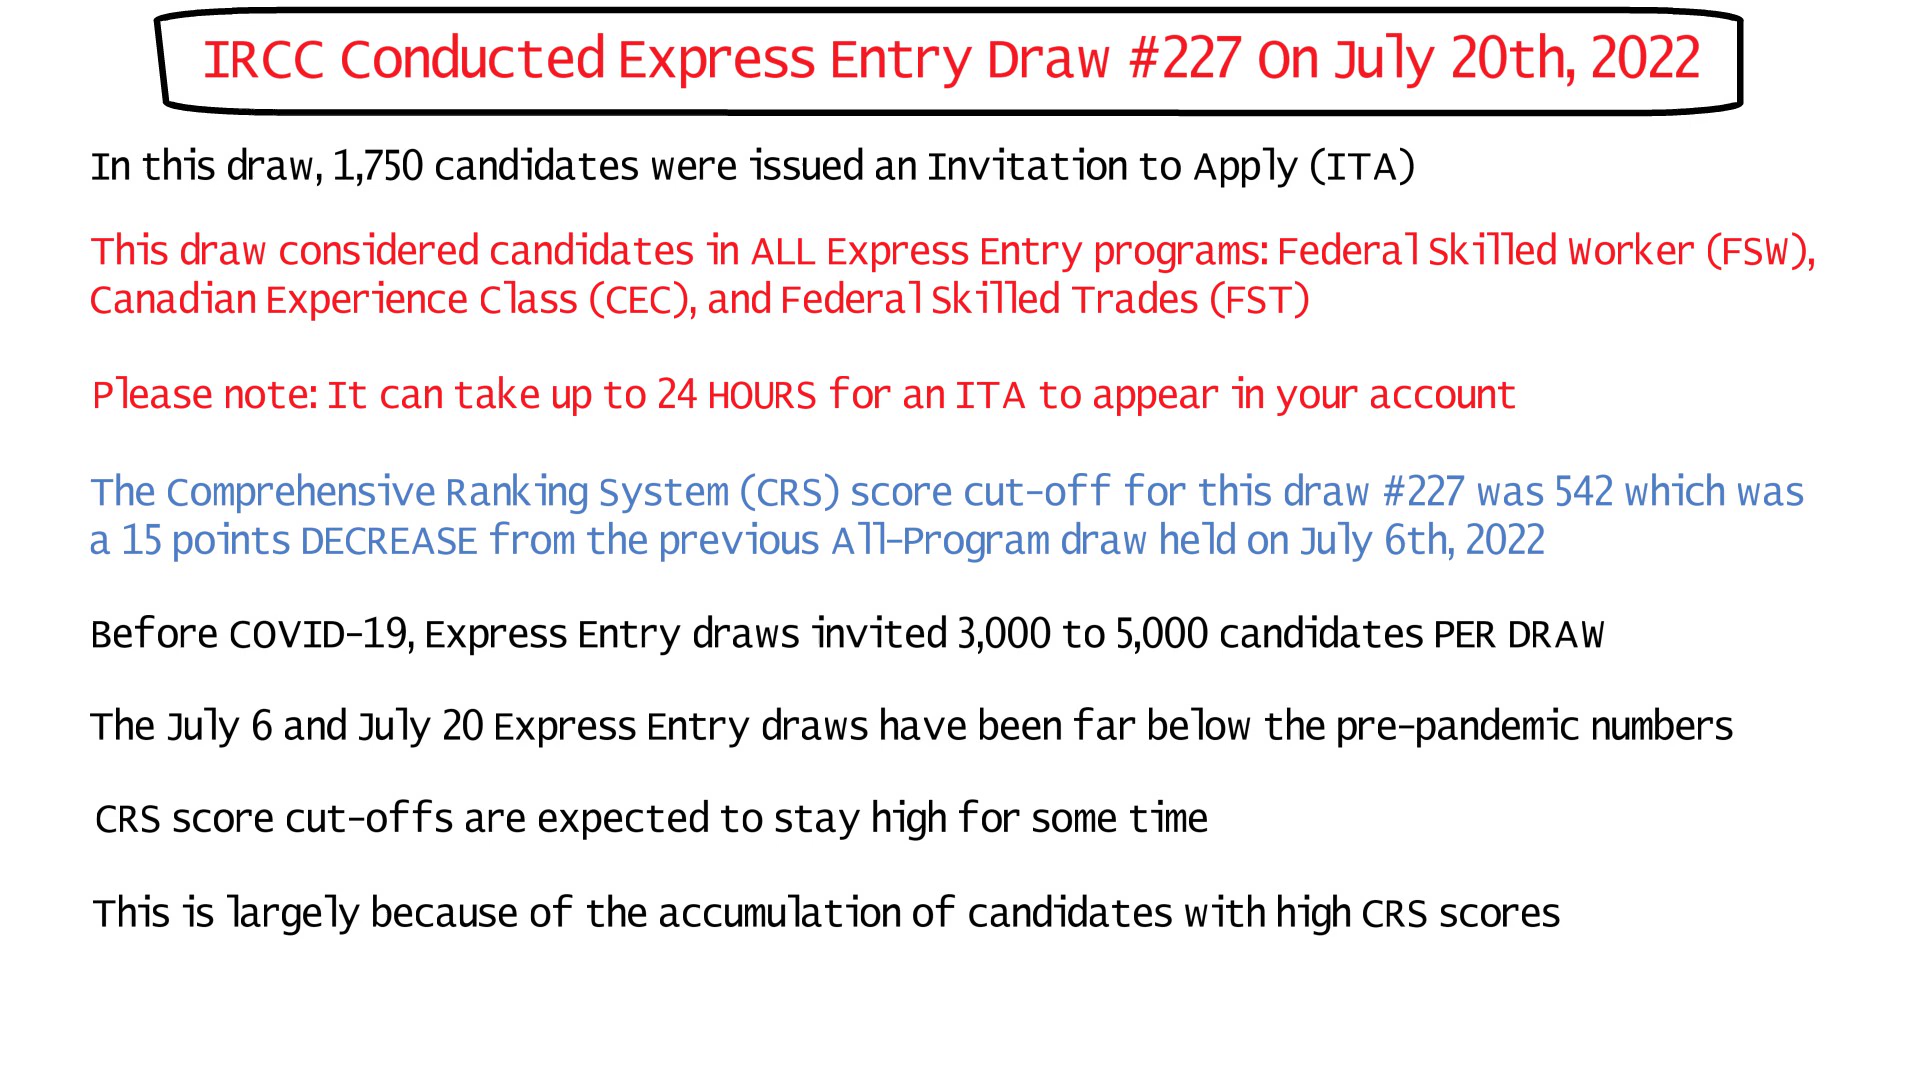 IRCC Conducted Express Entry Draw #227 On July 20th, 2022
In this draw, 1,750 candidates were issued an Invitation to Apply (ITA)
This draw considered candidates in ALL Express Entry programs: Federal Skilled Worker (FSW),
Canadian Experience Class (CEC), and Federal Skilled Trades (FST)
Please note: It can take up to 24 HOURS for an ITA to appear in your account
The Comprehensive Ranking System (CRS) score cut-off for this draw #227 was 542 which was
a 15 points DECREASE from the previous All-Program draw held on July 6th, 2022
Before COVID-19, Express Entry draws invited 3,000 to 5,000 candidates PER DRAW
The July 6 and July 20 Express Entry draws have been far below the pre-pandemic numbers
CRS score cut-offs are expected to stay high for some time
This is largely because of the accumulation of candidates with high CRS scores